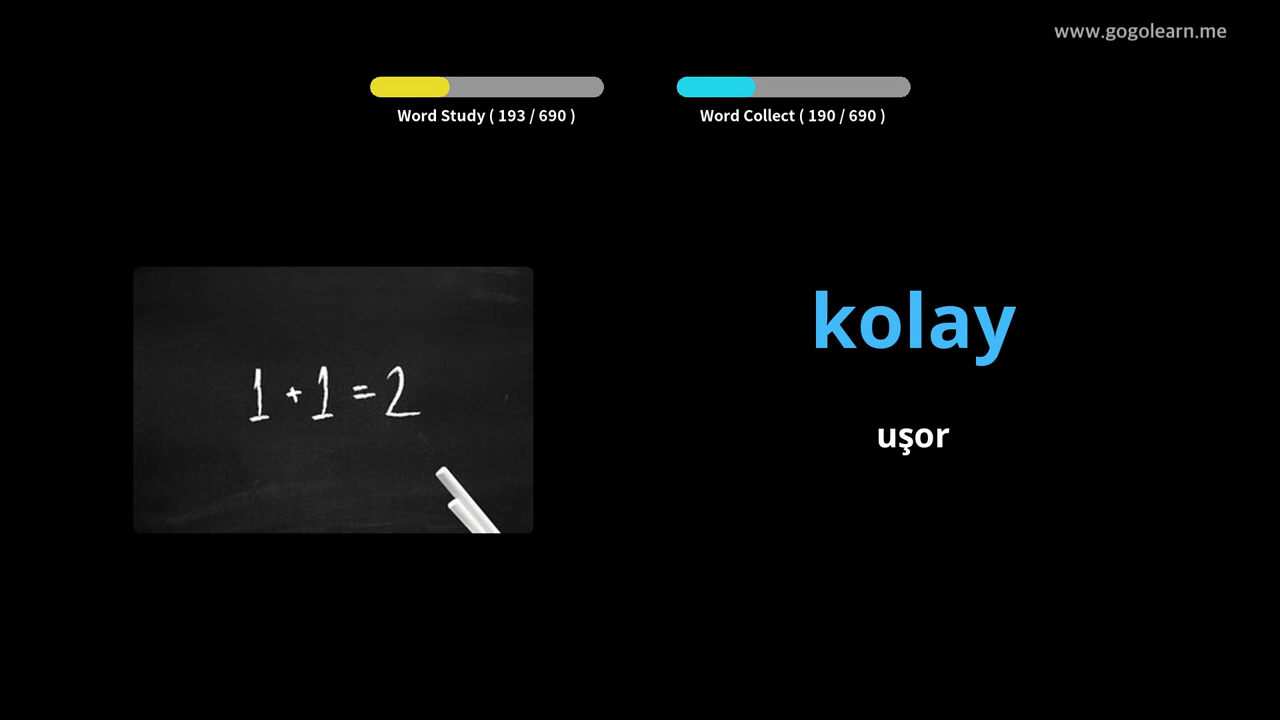 www.gogolearn.me
Word Study ( 193 / 690 )
Word Collect ( 190 / 690 )
1 + 1 = 2
kolay
uşor